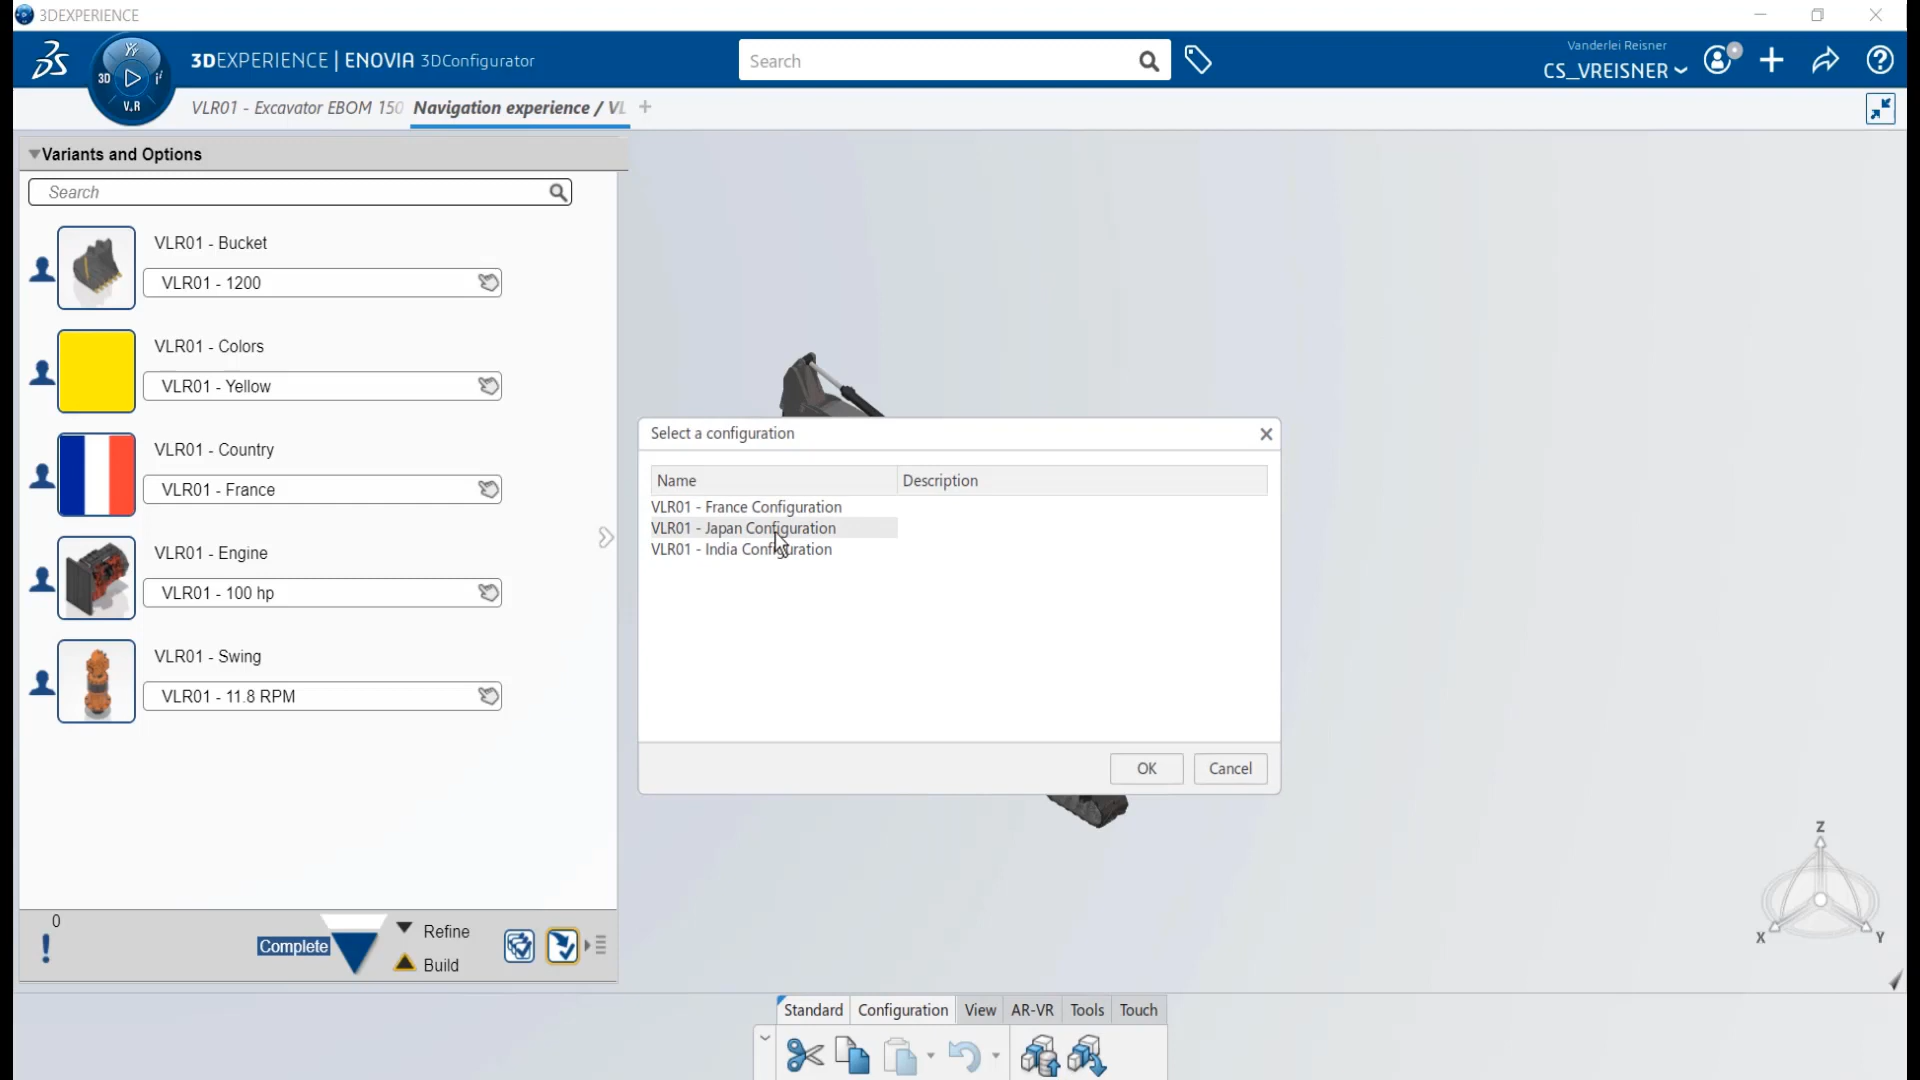 3DEXPERIENCE
3DEXPERIENCE | ENOVIA 3DConfigurator
Search
Vanderlei Reisner
CS_VREISNER
3D
V.R
VLR01 - Excavator EBOM 150
Navigation experience / VL
Variants and Options
Search
VLR01 - Bucket
VLR01 - 1200
VLR01 - Colors
VLR01 - Yellow
VLR01 - Country
VLR01 - France
VLR01 - Engine
VLR01 - 100 hp
VLR01 - Swing
VLR01 - 11.8 RPM
Select a configuration
Name
Description
VLR01 - France Configuration
VLR01 - Japan Configuration
VLR01 - India Configuration
OK
Cancel
0
Complete
Refine
Build
Z
X
Y
Standard
Configuration
View
AR-VR
Tools
Touch